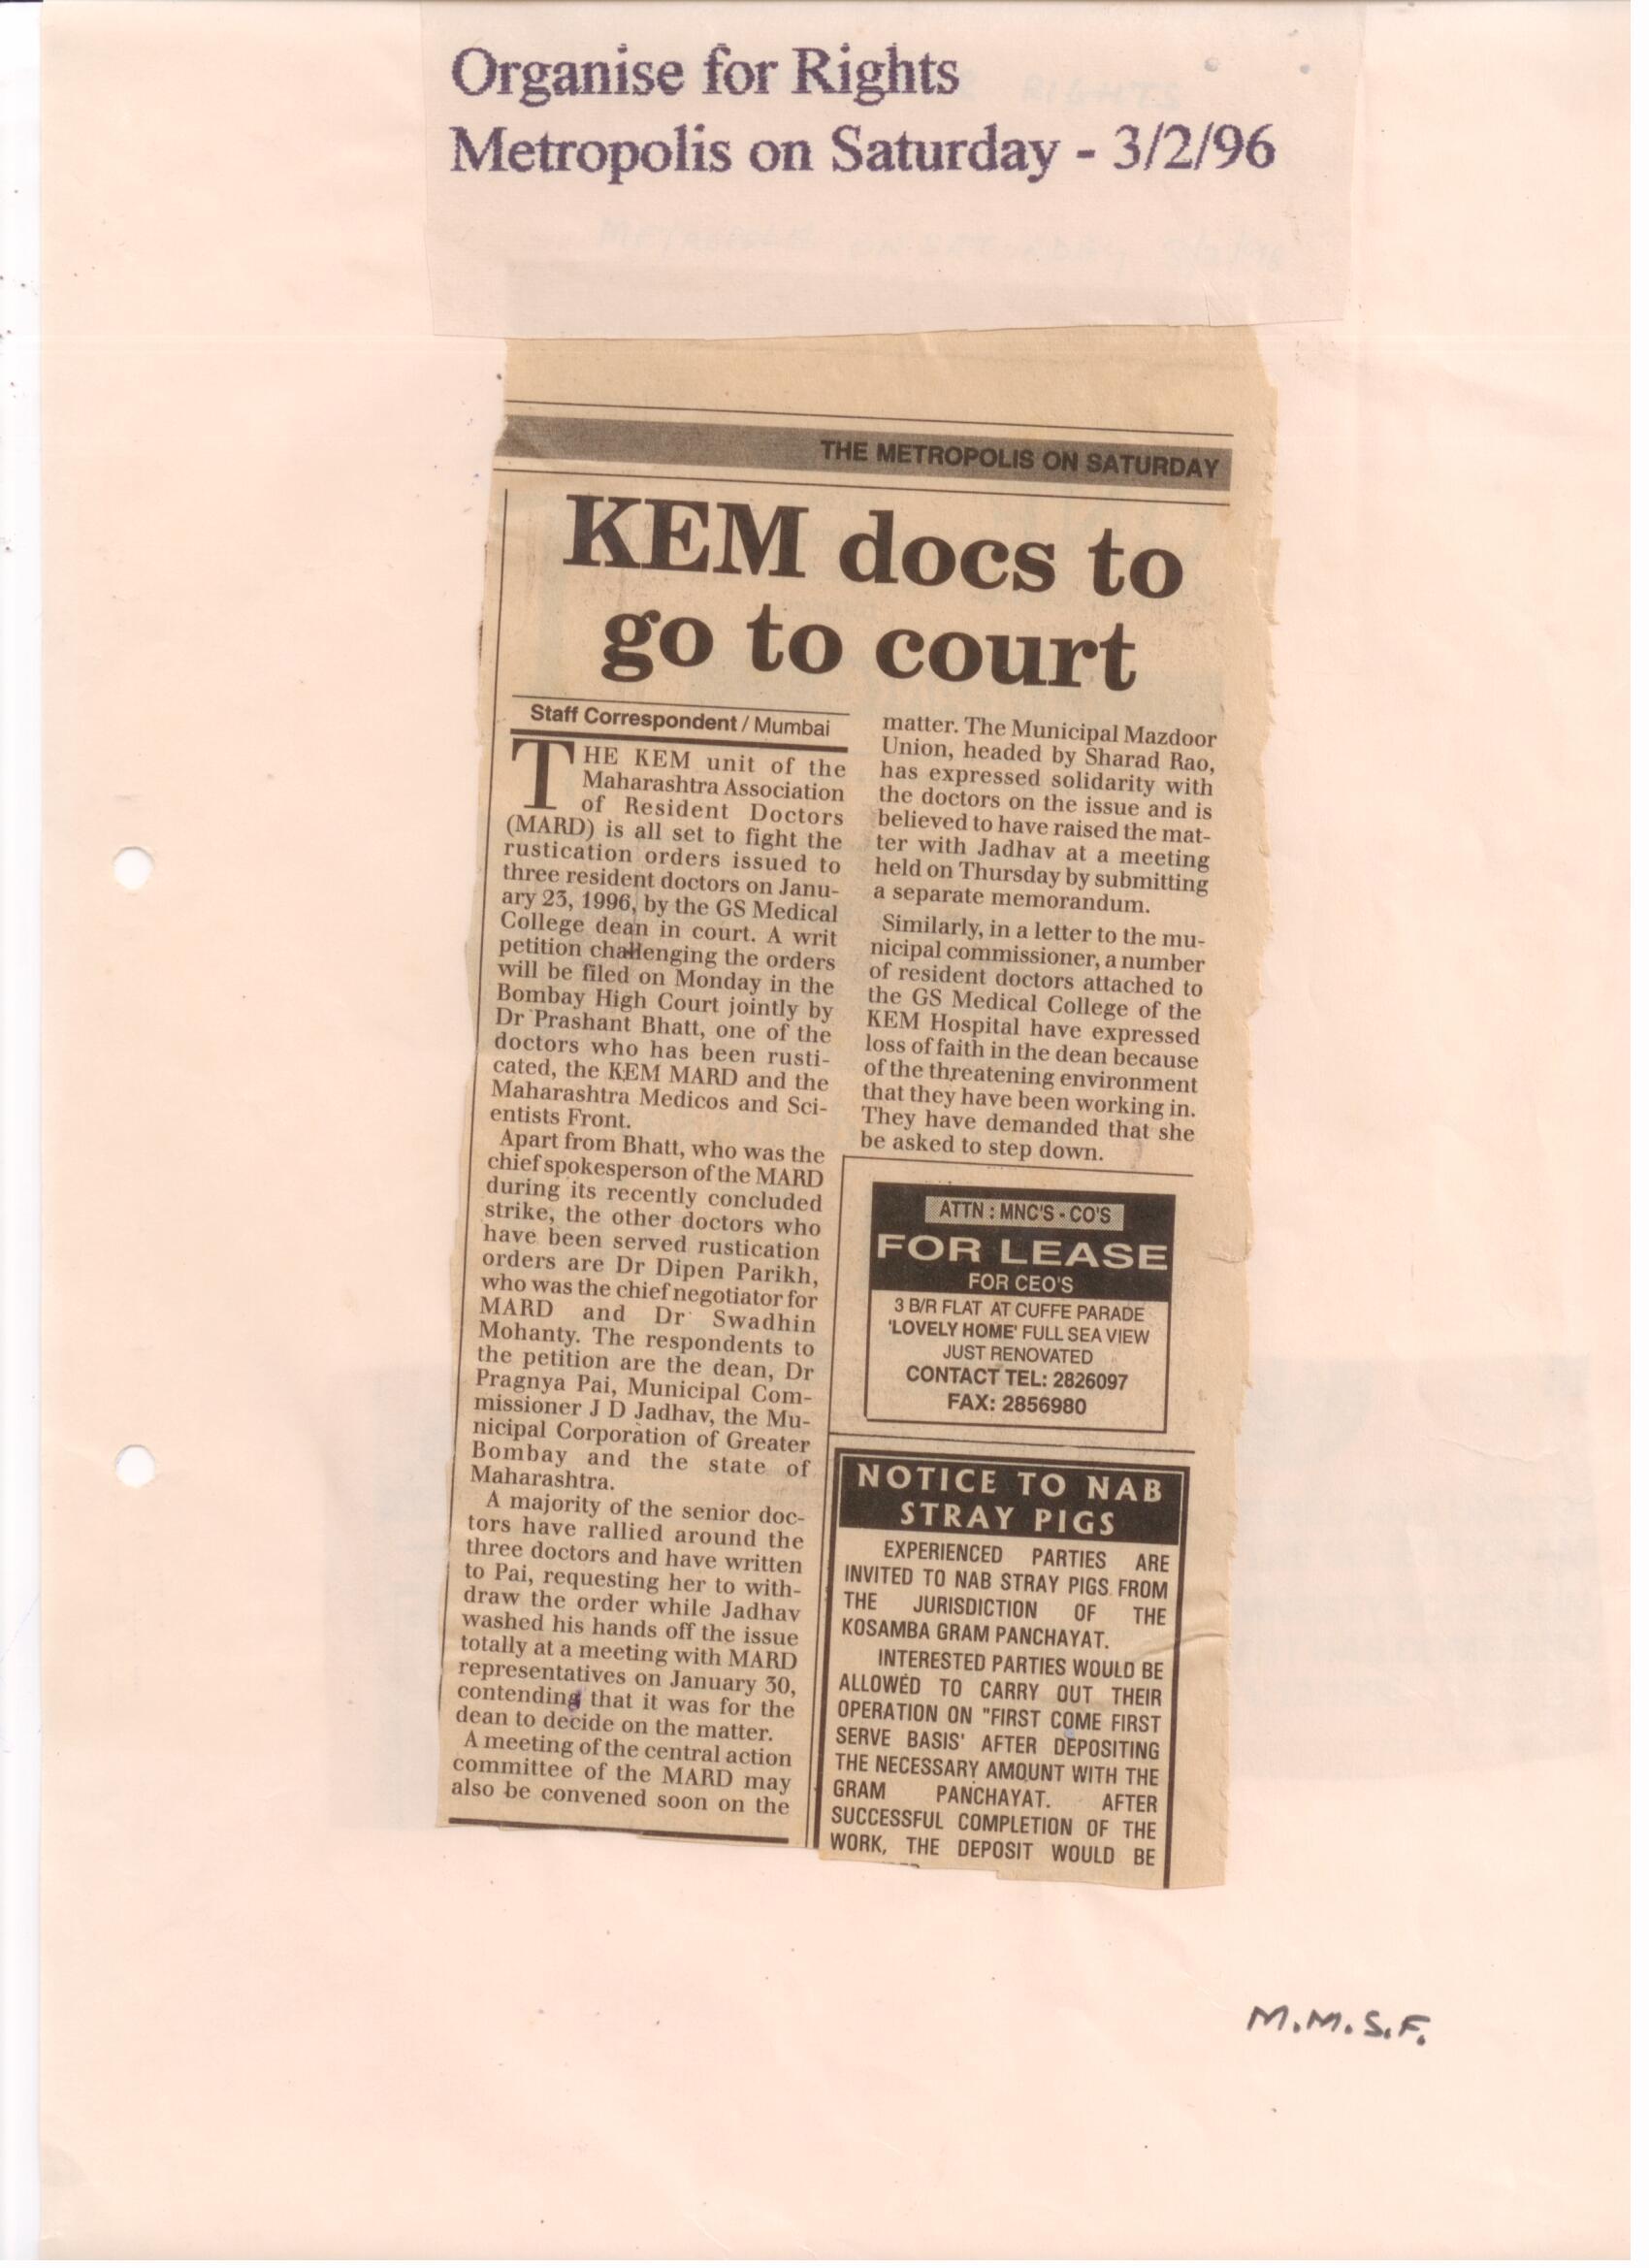 Organise for Rights
Metropolis on Saturday - 3/2/96
THE METROPOLIS ON SATURDAY
KEM docs to
go to court
Staff Correspondent / Mumbai
THE KEM unit of the
Maharashtra Association
of Resident Doctors
(MARD) is all set to fight the
rustication orders issued to
three resident doctors on Janu-
ary 23, 1996, by the GS Medical
College dean in court. A writ
petition challenging the orders
will be filed on Monday in the
Bombay High Court jointly by
Dr Prashant Bhatt, one of the
doctors who has been rusti-
cated, the KEM MARD and the
Maharashtra Medicos and Sci-
entists Front.
Apart from Bhatt, who was the
chief spokesperson of the MARD
during its recently concluded
strike, the other doctors who
have been served rustication
orders are Dr Dipen Parikh,
who was the chief negotiator for
MARD and Dr Swadhin
Mohanty. The respondents to
the petition are the dean, Dr
Pragnya Pai, Municipal Com-
missioner J D Jadhav, the Mu-
nicipal Corporation of Greater
Bombay and the state of
Maharashtra.
A majority of the senior doc-
tors have rallied around the
three doctors and have written
to Pai, requesting her to with-
draw the order while Jadhav
washed his hands off the issue
totally at a meeting with MARD
representatives on January 30,
contending that it was for the
dean to decide on the matter.
A meeting of the central action
committee of the MARD may
also be convened soon on the
matter. The Municipal Mazdoor
Union, headed by Sharad Rao,
has expressed solidarity with
the doctors on the issue and is
believed to have raised the mat-
ter with Jadhav at a meeting
held on Thursday by submitting
a separate memorandum.
Similarly, in a letter to the mu-
nicipal commissioner, a number
of resident doctors attached to
the GS Medical College of the
KEM Hospital have expressed
loss of faith in the dean because
of the threatening environment
that they have been working in.
They have demanded that she
be asked to step down.
ATTN : MNC'S - CO'S
FOR LEASE
FOR CEO'S
3 B/R FLAT AT CUFFE PARADE
'LOVELY HOME' FULL SEA VIEW
JUST RENOVATED
CONTACT TEL: 2826097
FAX: 2856980
NOTICE TO NAB
STRAY PIGS
EXPERIENCED PARTIES ARE
INVITED TO NAB STRAY PIGS FROM
THE JURISDICTION OF THE
KOSAMBA GRAM PANCHAYAT.
INTERESTED PARTIES WOULD BE
ALLOWED TO CARRY OUT THEIR
OPERATION ON "FIRST COME FIRST
SERVE BASIS' AFTER DEPOSITING
THE NECESSARY AMOUNT WITH THE
GRAM PANCHAYAT. AFTER
SUCCESSFUL COMPLETION OF THE
WORK, THE DEPOSIT WOULD BE
M.M.S.F.